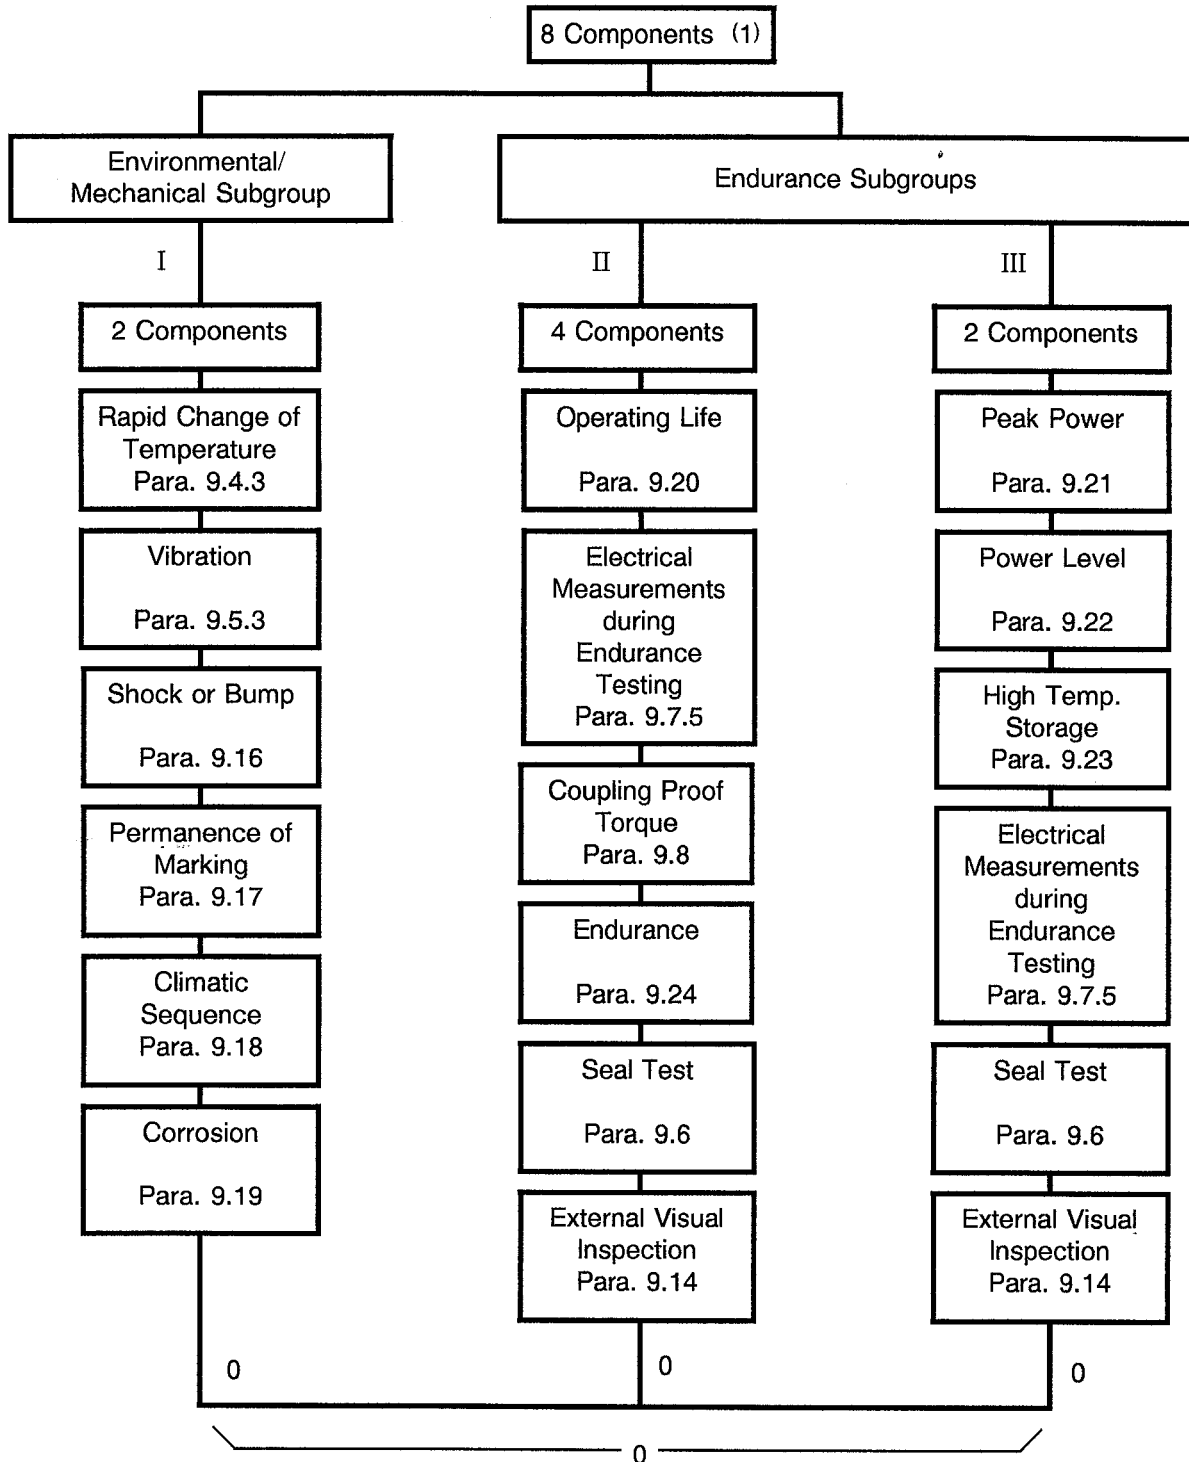 8 Components (1)
Environmental/
Mechanical Subgroup
Endurance Subgroups
I
II
III
2 Components
4 Components
2 Components
Rapid Change of
Temperature
Para. 9.4.3
Vibration
Para. 9.5.3
Shock or Bump
Para. 9.16
Permanence of
Marking
Para. 9.17
Climatic
Sequence
Para. 9.18
Corrosion
Para. 9.19
0
Operating Life
Para. 9.20
Electrical
Measurements
during
Endurance
Testing
Para. 9.7.5
Coupling Proof
Torque
Para. 9.8
Endurance
Para. 9.24
Seal Test
Para. 9.6
External Visual
Inspection
Para. 9.14
0
Peak Power
Para. 9.21
Power Level
Para. 9.22
High Temp.
Storage
Para. 9.23
Electrical
Measurements
during
Endurance
Testing
Para. 9.7.5
Seal Test
Para. 9.6
External Visual
Inspection
Para. 9.14
0
0